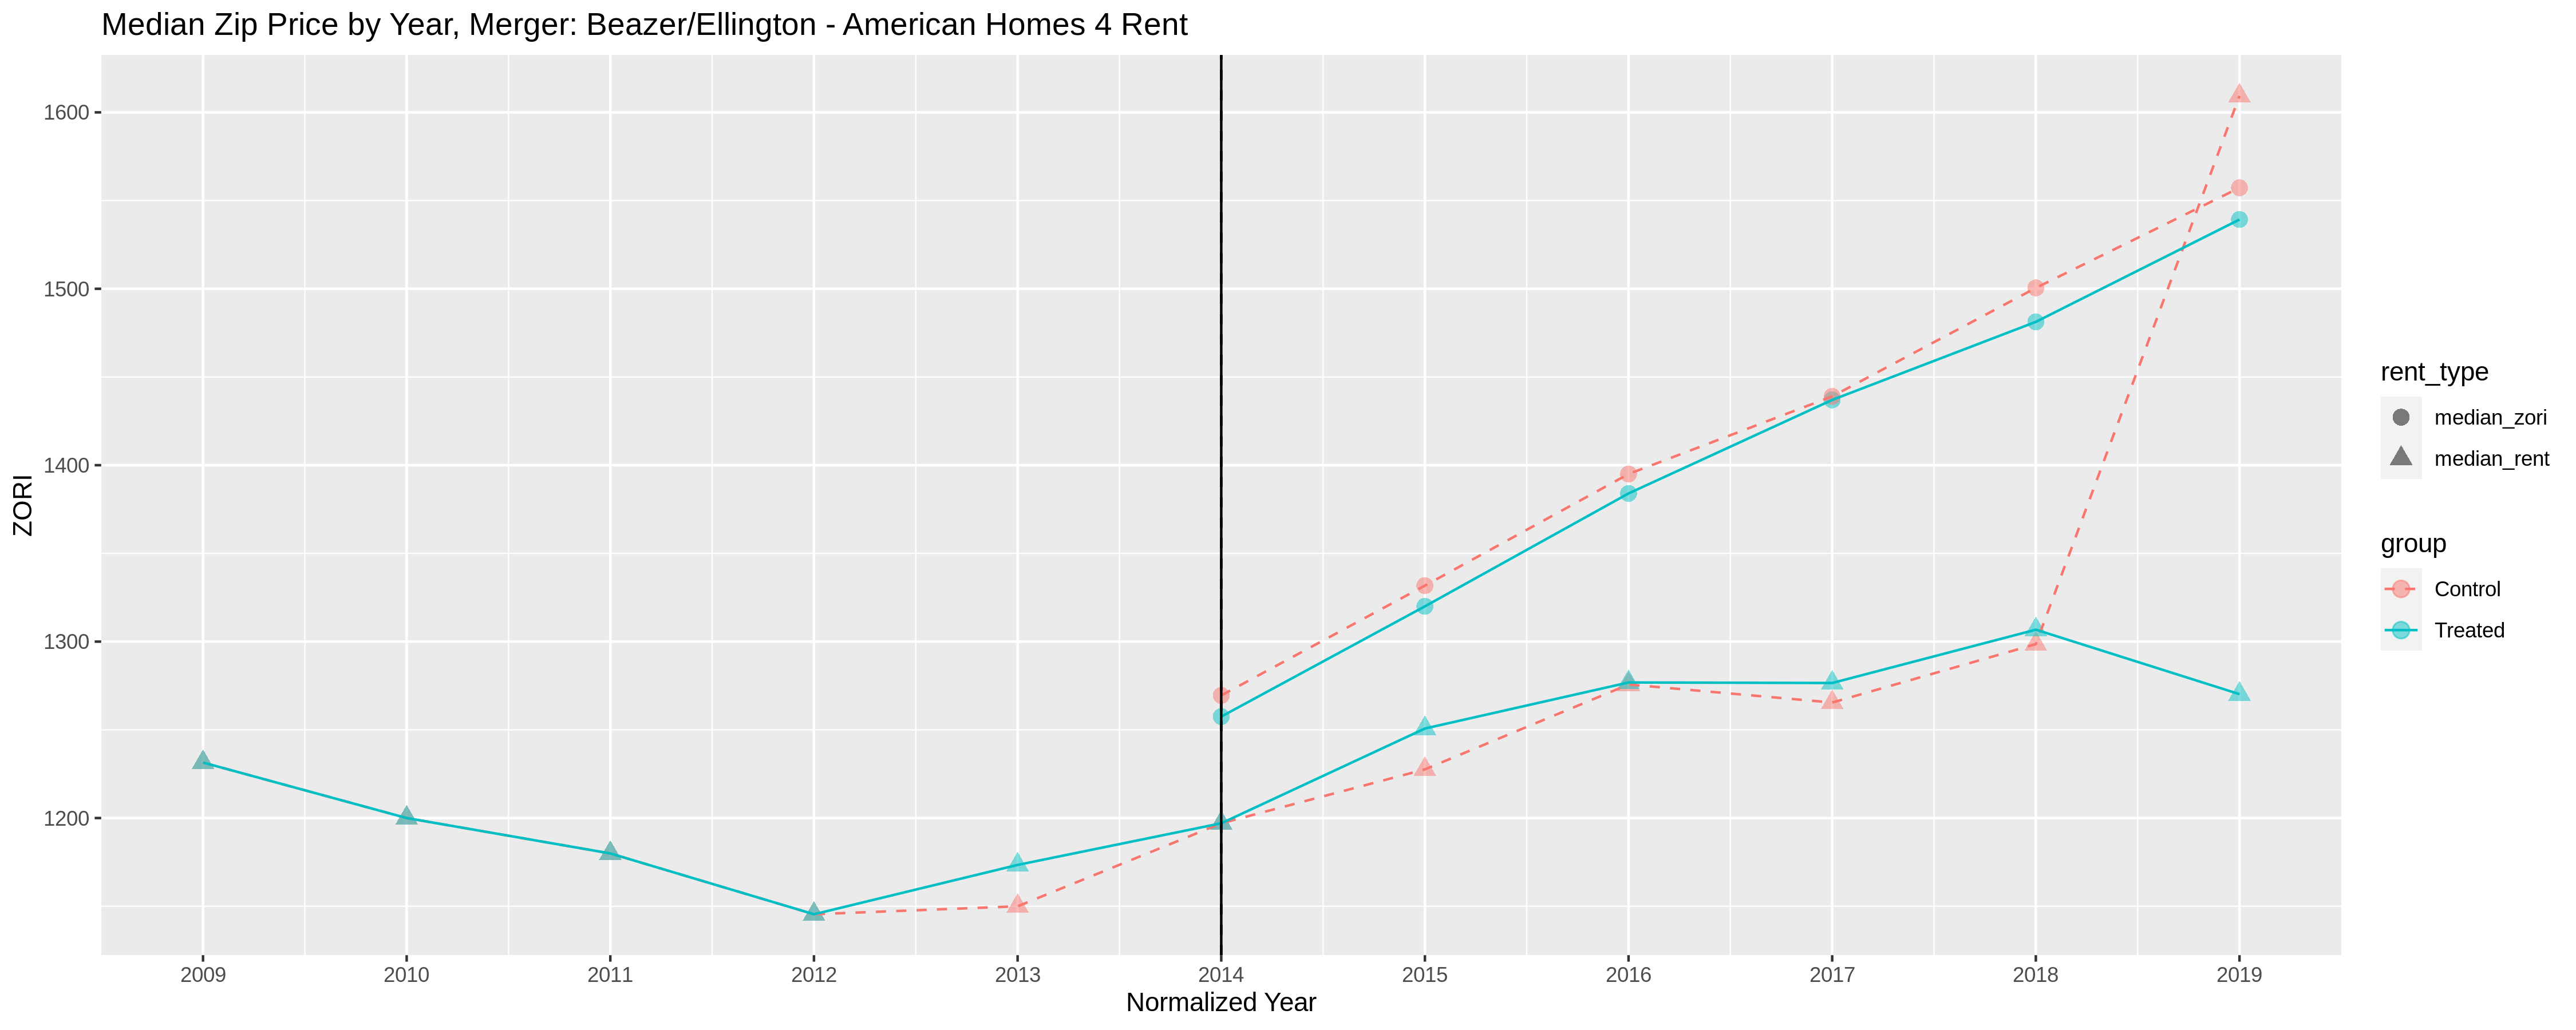 Median Zip Price by Year, Merger: Beazer/Ellington - American Homes 4 Rent
ZORI
1600
1500
1400
1300
1200
2009 2010 2011 2012 2013 2014 2015 2016 2017 2018 2019
Normalized Year
rent_type
median_zori
median_rent
group
Control
Treated